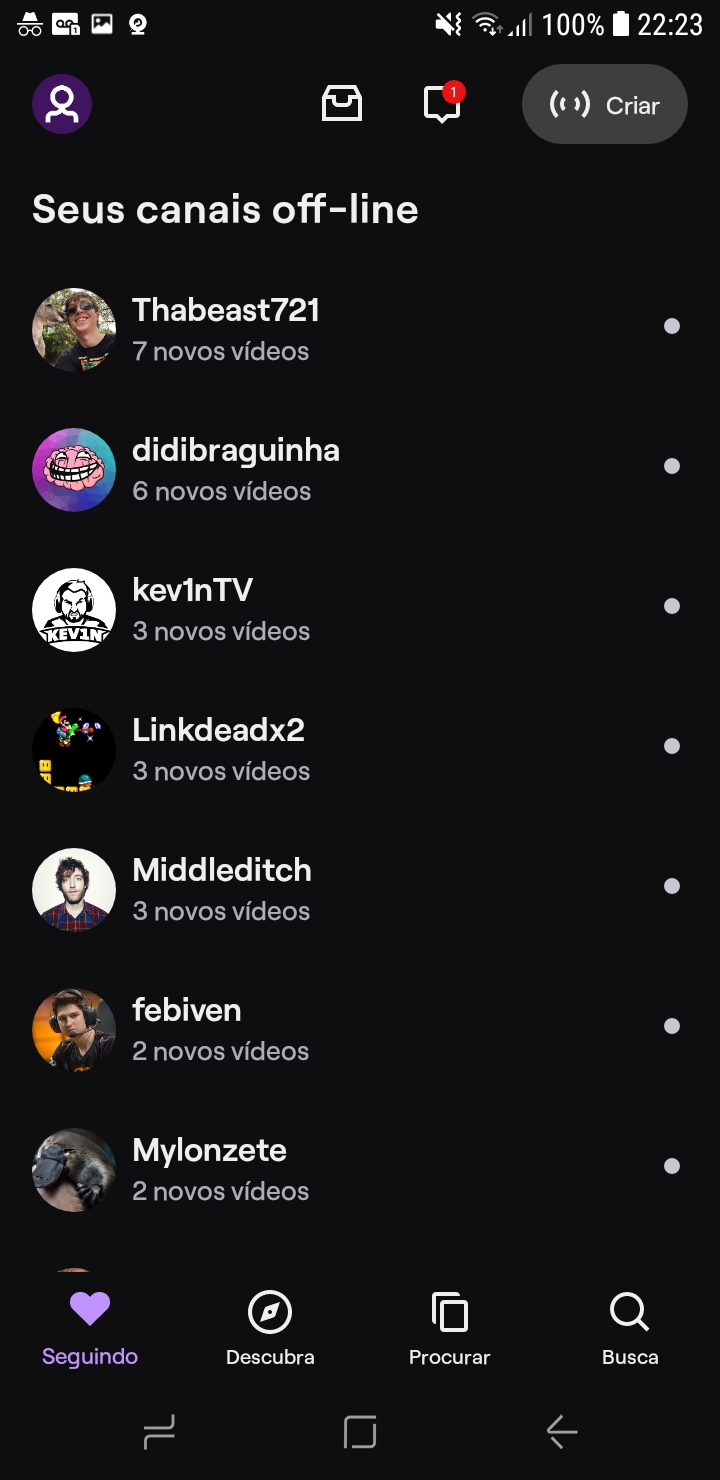 100% 22:23
1
Criar
Seus canais off-line
Thabeast721
7 novos vídeos
didibraguinha
6 novos vídeos
kev1nTV
3 novos vídeos
KEV1N
Linkdeadx2
3 novos vídeos
Middleditch
3 novos vídeos
febiven
2 novos vídeos
Mylonzete
2 novos vídeos
Seguindo
Descubra
Procurar
Busca